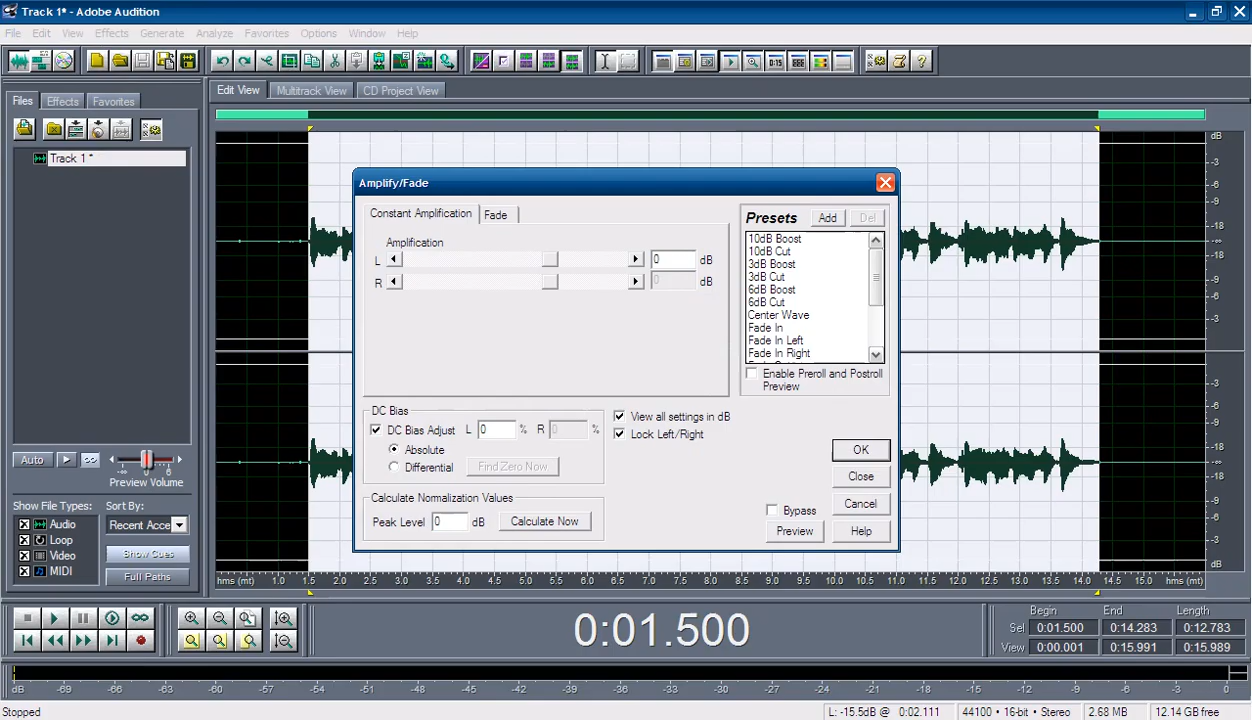 Track 1* - Adobe Audition
File Edit View Effects Generate Analyze Favorites Options Window Help
Files Effects Favorites
Edit View Multitrack View CD Project View
Track 1 *
Amplify/Fade
Constant Amplification Fade
Amplification
L 0 dB
R 0 dB
Presets Add Del
10dB Boost
10dB Cut
3dB Boost
3dB Cut
6dB Boost
6dB Cut
Center Wave
Fade In
Fade In Left
Fade In Right
Enable Preroll and Postroll
Preview
DC Bias
DC Bias Adjust L 0 % R 0 %
Absolute
Differential Find Zero Now
View all settings in dB
Lock Left/Right
Calculate Normalization Values
Peak Level 0 dB Calculate Now
OK
Close
Cancel
Bypass
Preview Help
dB
-3
-6
-9
-18
-∞
-18
-9
-6
-3
-3
-6
-9
-18
-∞
-18
-9
-6
-3
dB
Auto
-6 0 6
Preview Volume
Show File Types: Sort By:
Audio Recent Acce
Loop
Video Show Cues
MIDI Full Paths
hms (mt) 1.0 1.5 2.0 2.5 3.0 3.5 4.0 4.5 5.0 5.5 6.0 6.5 7.0 7.5 8.0 8.5 9.0 9.5 10.0 10.5 11.0 11.5 12.0 12.5 13.0 13.5 14.0 15.0 hms (mt)
0:01.500
Begin End Length
Sel 0:01.500 0:14.283 0:12.783
View 0:00.001 0:15.991 0:15.989
dB -69 -66 -63 -60 -57 -54 -51 -48 -45 -42 -39 -36 -33 -30 -27 -24 -21 -18 -15 -12 -9 -6 -3 0
Stopped L: -15.5dB @ 0:02.111 44100 • 16-bit • Stereo 2.68 MB 12.14 GB free